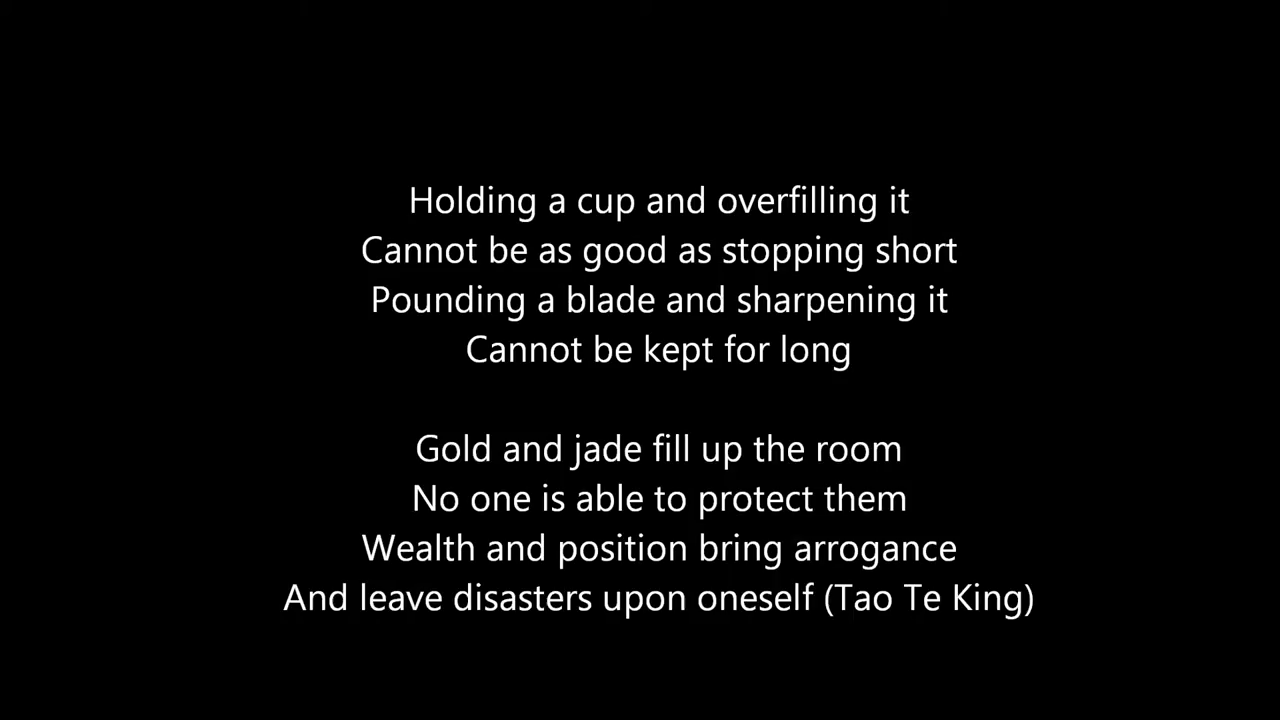 Holding a cup and overfilling it
Cannot be as good as stopping short
Pounding a blade and sharpening it
Cannot be kept for long
Gold and jade fill up the room
No one is able to protect them
Wealth and position bring arrogance
And leave disasters upon oneself (Tao Te King)